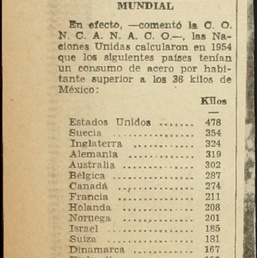 MUNDIAL
En efecto, —comentó la C. O.
N. C. A. N. A. C. O.—, las Na-
ciones Unidas calcularon en 1954
que los siguientes países tenían
un consumo de acero por habi-
tante superior a los 36 kilos de
México:
Kilos
Estados Unidos ........ 478
Suecia ................ 354
Inglaterra ............ 324
Alemania .............. 319
Australia ............. 302
Bélgica ............... 287
Canadá ................ 274
Francia ............... 211
Holanda ............... 208
Noruega ............... 201
Israel ................ 185
Suiza ................. 181
Dinamarca ............. 167